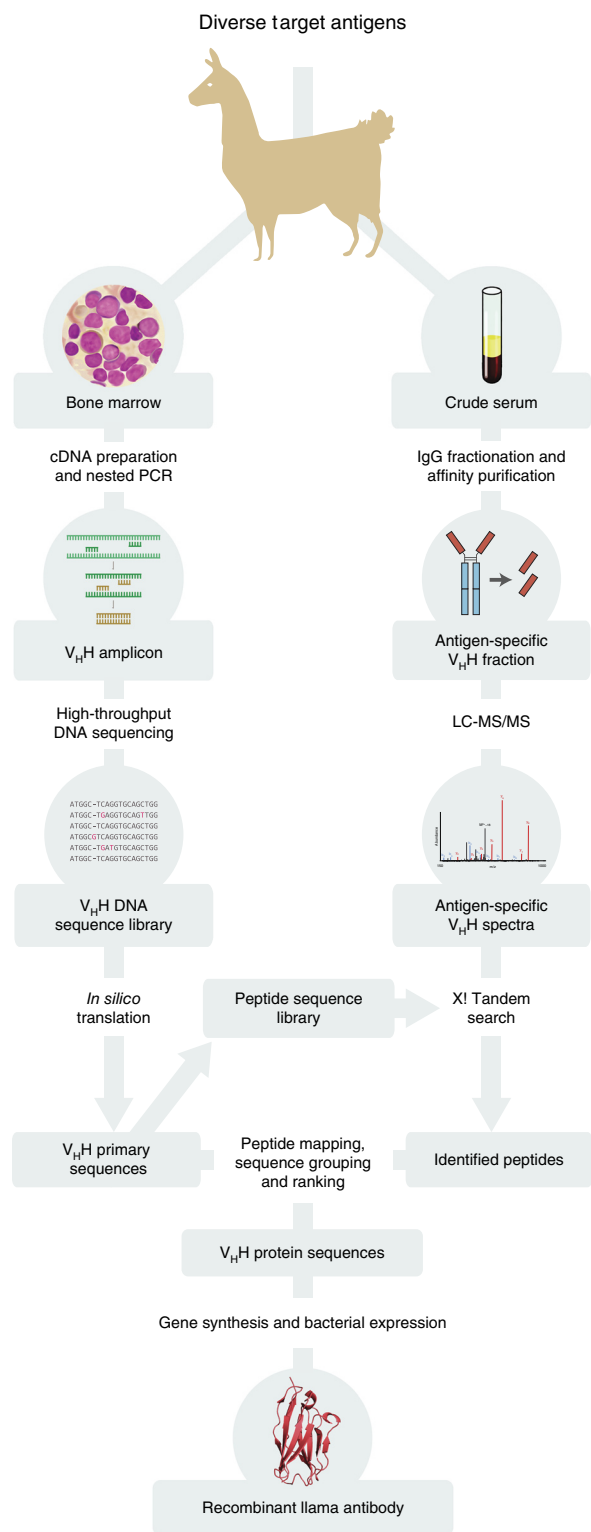 Diverse target antigens
Bone marrow
Crude serum
cDNA preparation
and nested PCR
IgG fractionation and
affinity purification
VHH amplicon
Antigen-specific
VHH fraction
High-throughput
DNA sequencing
LC-MS/MS
ATGGC-TCAGGTGCAGCTGG
ATGGC-TGAGGTGCAGTTGG
ATGGC-TCAGGTGCAGCTGG
ATGGCGTCAGGTGCAGCTGG
ATGGC-TGATGTGCAGCTGG
ATGGC-TCAGGTGCAGCTGG
VHH DNA
sequence library
Antigen-specific
VHH spectra
In silico
translation
Peptide sequence
library
X! Tandem
search
VHH primary
sequences
Peptide mapping,
sequence grouping
and ranking
Identified peptides
VHH protein sequences
Gene synthesis and bacterial expression
Recombinant llama antibody